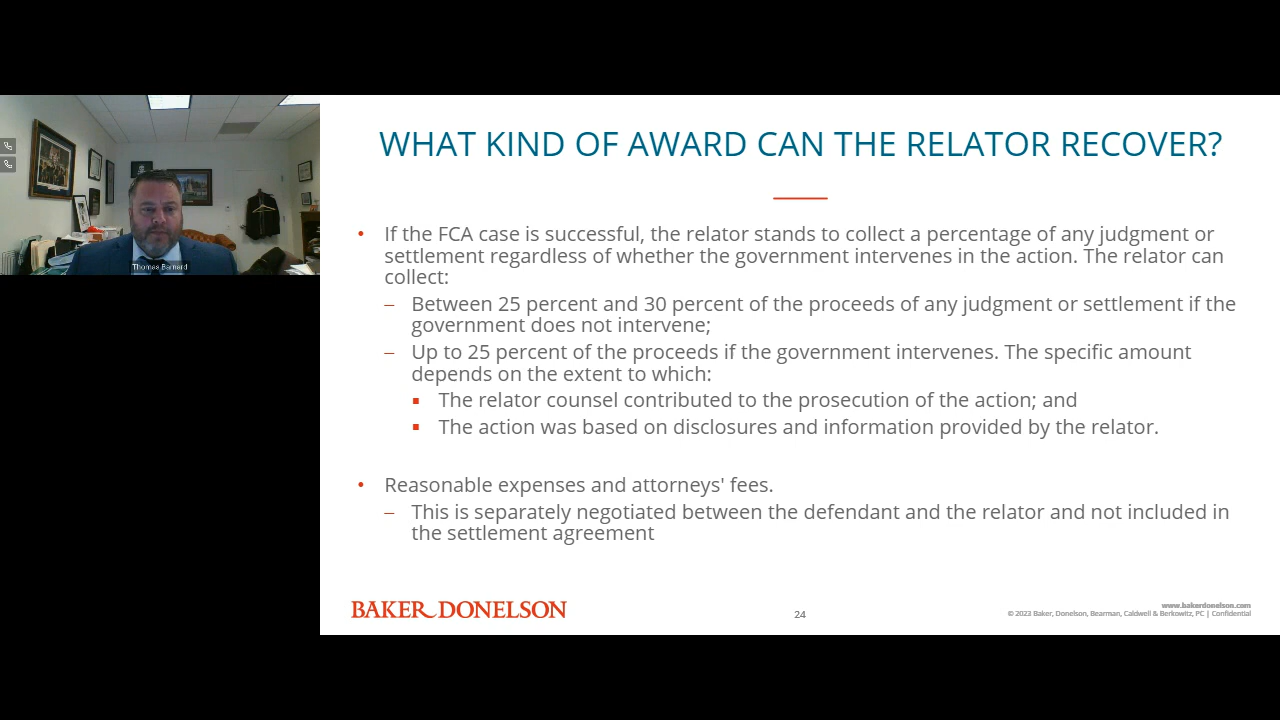 Thomas Barnard
WHAT KIND OF AWARD CAN THE RELATOR RECOVER?
• If the FCA case is successful, the relator stands to collect a percentage of any judgment or
settlement regardless of whether the government intervenes in the action. The relator can
collect:
– Between 25 percent and 30 percent of the proceeds of any judgment or settlement if the
government does not intervene;
– Up to 25 percent of the proceeds if the government intervenes. The specific amount
depends on the extent to which:
▪ The relator counsel contributed to the prosecution of the action; and
▪ The action was based on disclosures and information provided by the relator.
• Reasonable expenses and attorneys' fees.
– This is separately negotiated between the defendant and the relator and not included in
the settlement agreement
BAKER DONELSON
24
www.bakerdonelson.com
© 2023 Baker, Donelson, Bearman, Caldwell & Berkowitz, PC | Confidential